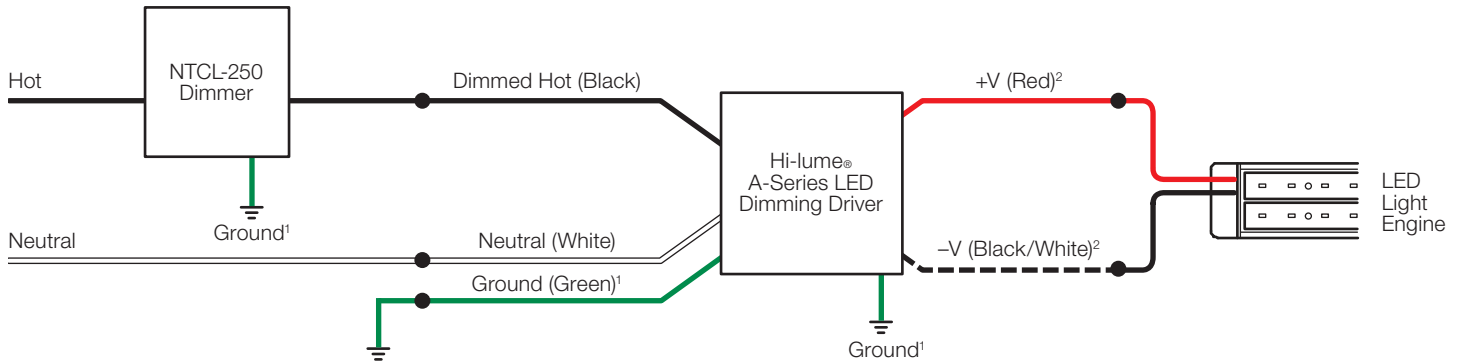 Hot
NTCL-250
Dimmer
Dimmed Hot (Black)
+V (Red)²
Hi-lume®
A-Series LED
Dimming Driver
LED
Light
Engine
Ground¹
Neutral
Neutral (White)
–V (Black/White)²
Ground (Green)¹
Ground¹